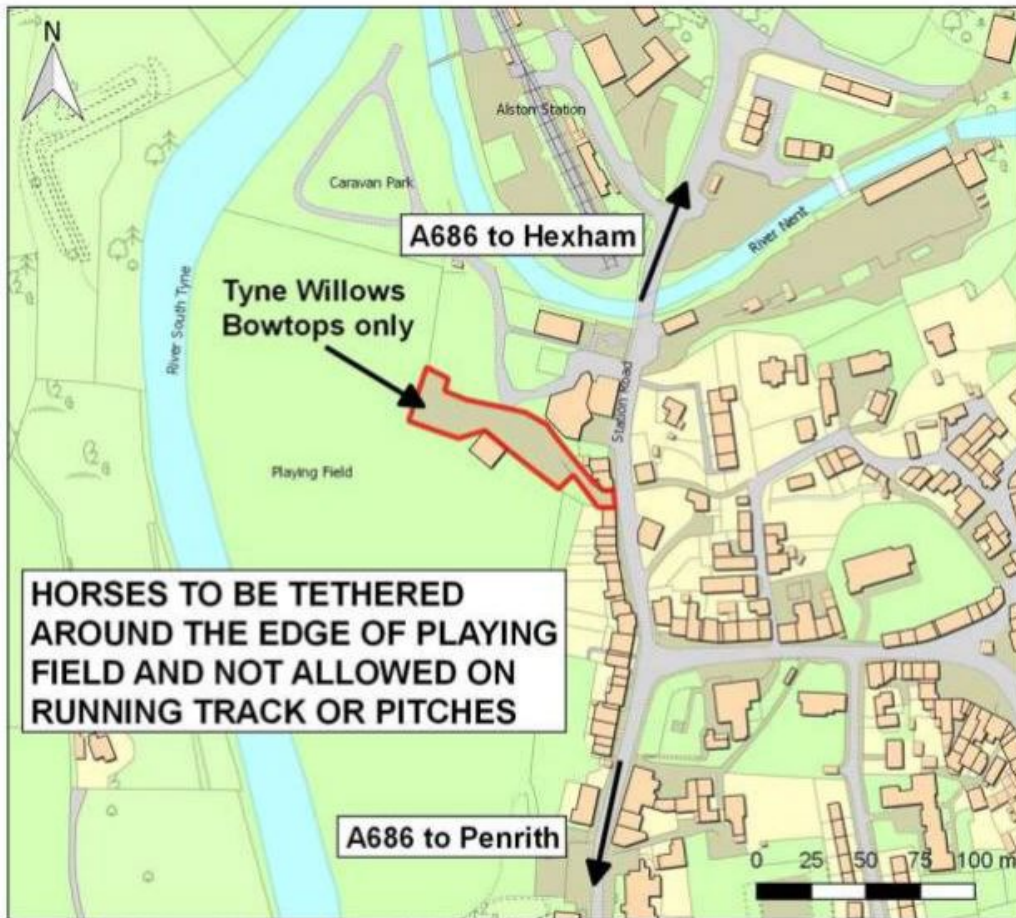 N
Alston Station
Caravan Park
A686 to Hexham
River Nent
Tyne Willows
Bowtops only
River South Tyne
Station Road
Playing Field
HORSES TO BE TETHERED
AROUND THE EDGE OF PLAYING
FIELD AND NOT ALLOWED ON
RUNNING TRACK OR PITCHES
A686 to Penrith
0 25 50 75 100 m